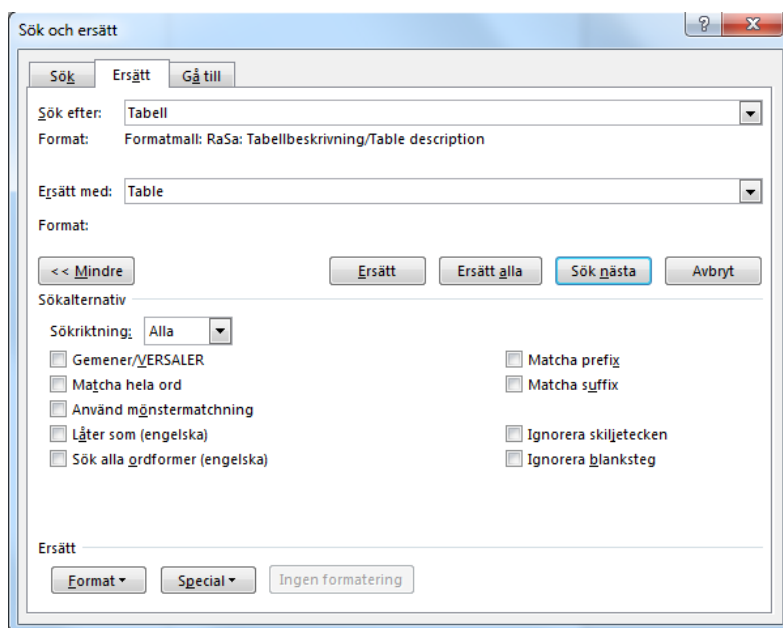 Sök och ersätt
Sök Ersätt Gå till
Sök efter: Tabell
Format: Formatmall: RaSa: Tabellbeskrivning/Table description
Ersätt med: Table
Format:
<< Mindre Ersätt Ersätt alla Sök nästa Avbryt
Sökalternativ
Sökriktning: Alla
Gemener/VERSALER Matcha prefix
Matcha hela ord Matcha suffix
Använd mönstermatchning
Låter som (engelska) Ignorera skiljetecken
Sök alla ordformer (engelska) Ignorera blanksteg
Ersätt
Format Special Ingen formatering